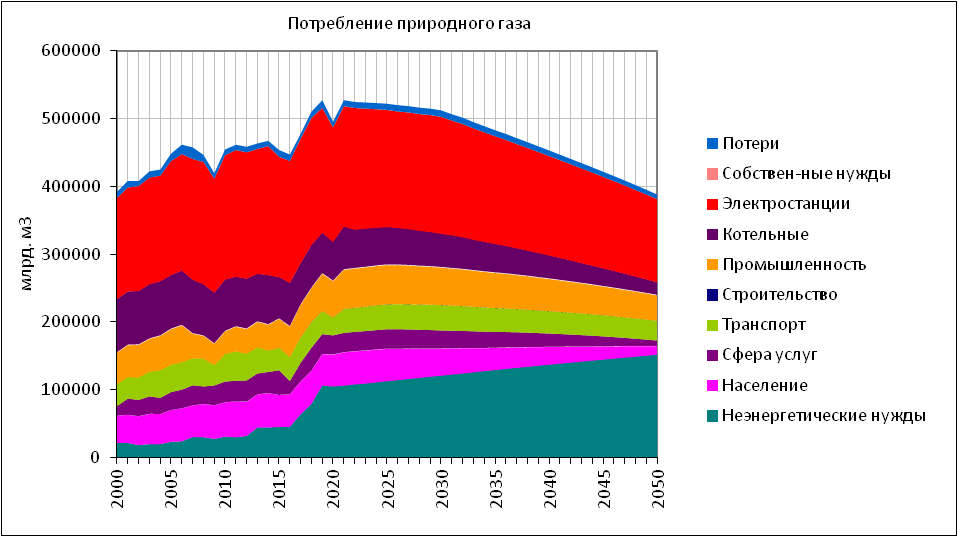 Потребление природного газа
млрд. м3
600000
500000
400000
300000
200000
100000
0
2000
2005
2010
2015
2020
2025
2030
2035
2040
2045
2050
Потери
Собствен-ные нужды
Электростанции
Котельные
Промышленность
Строительство
Транспорт
Сфера услуг
Население
Неэнергетические нужды